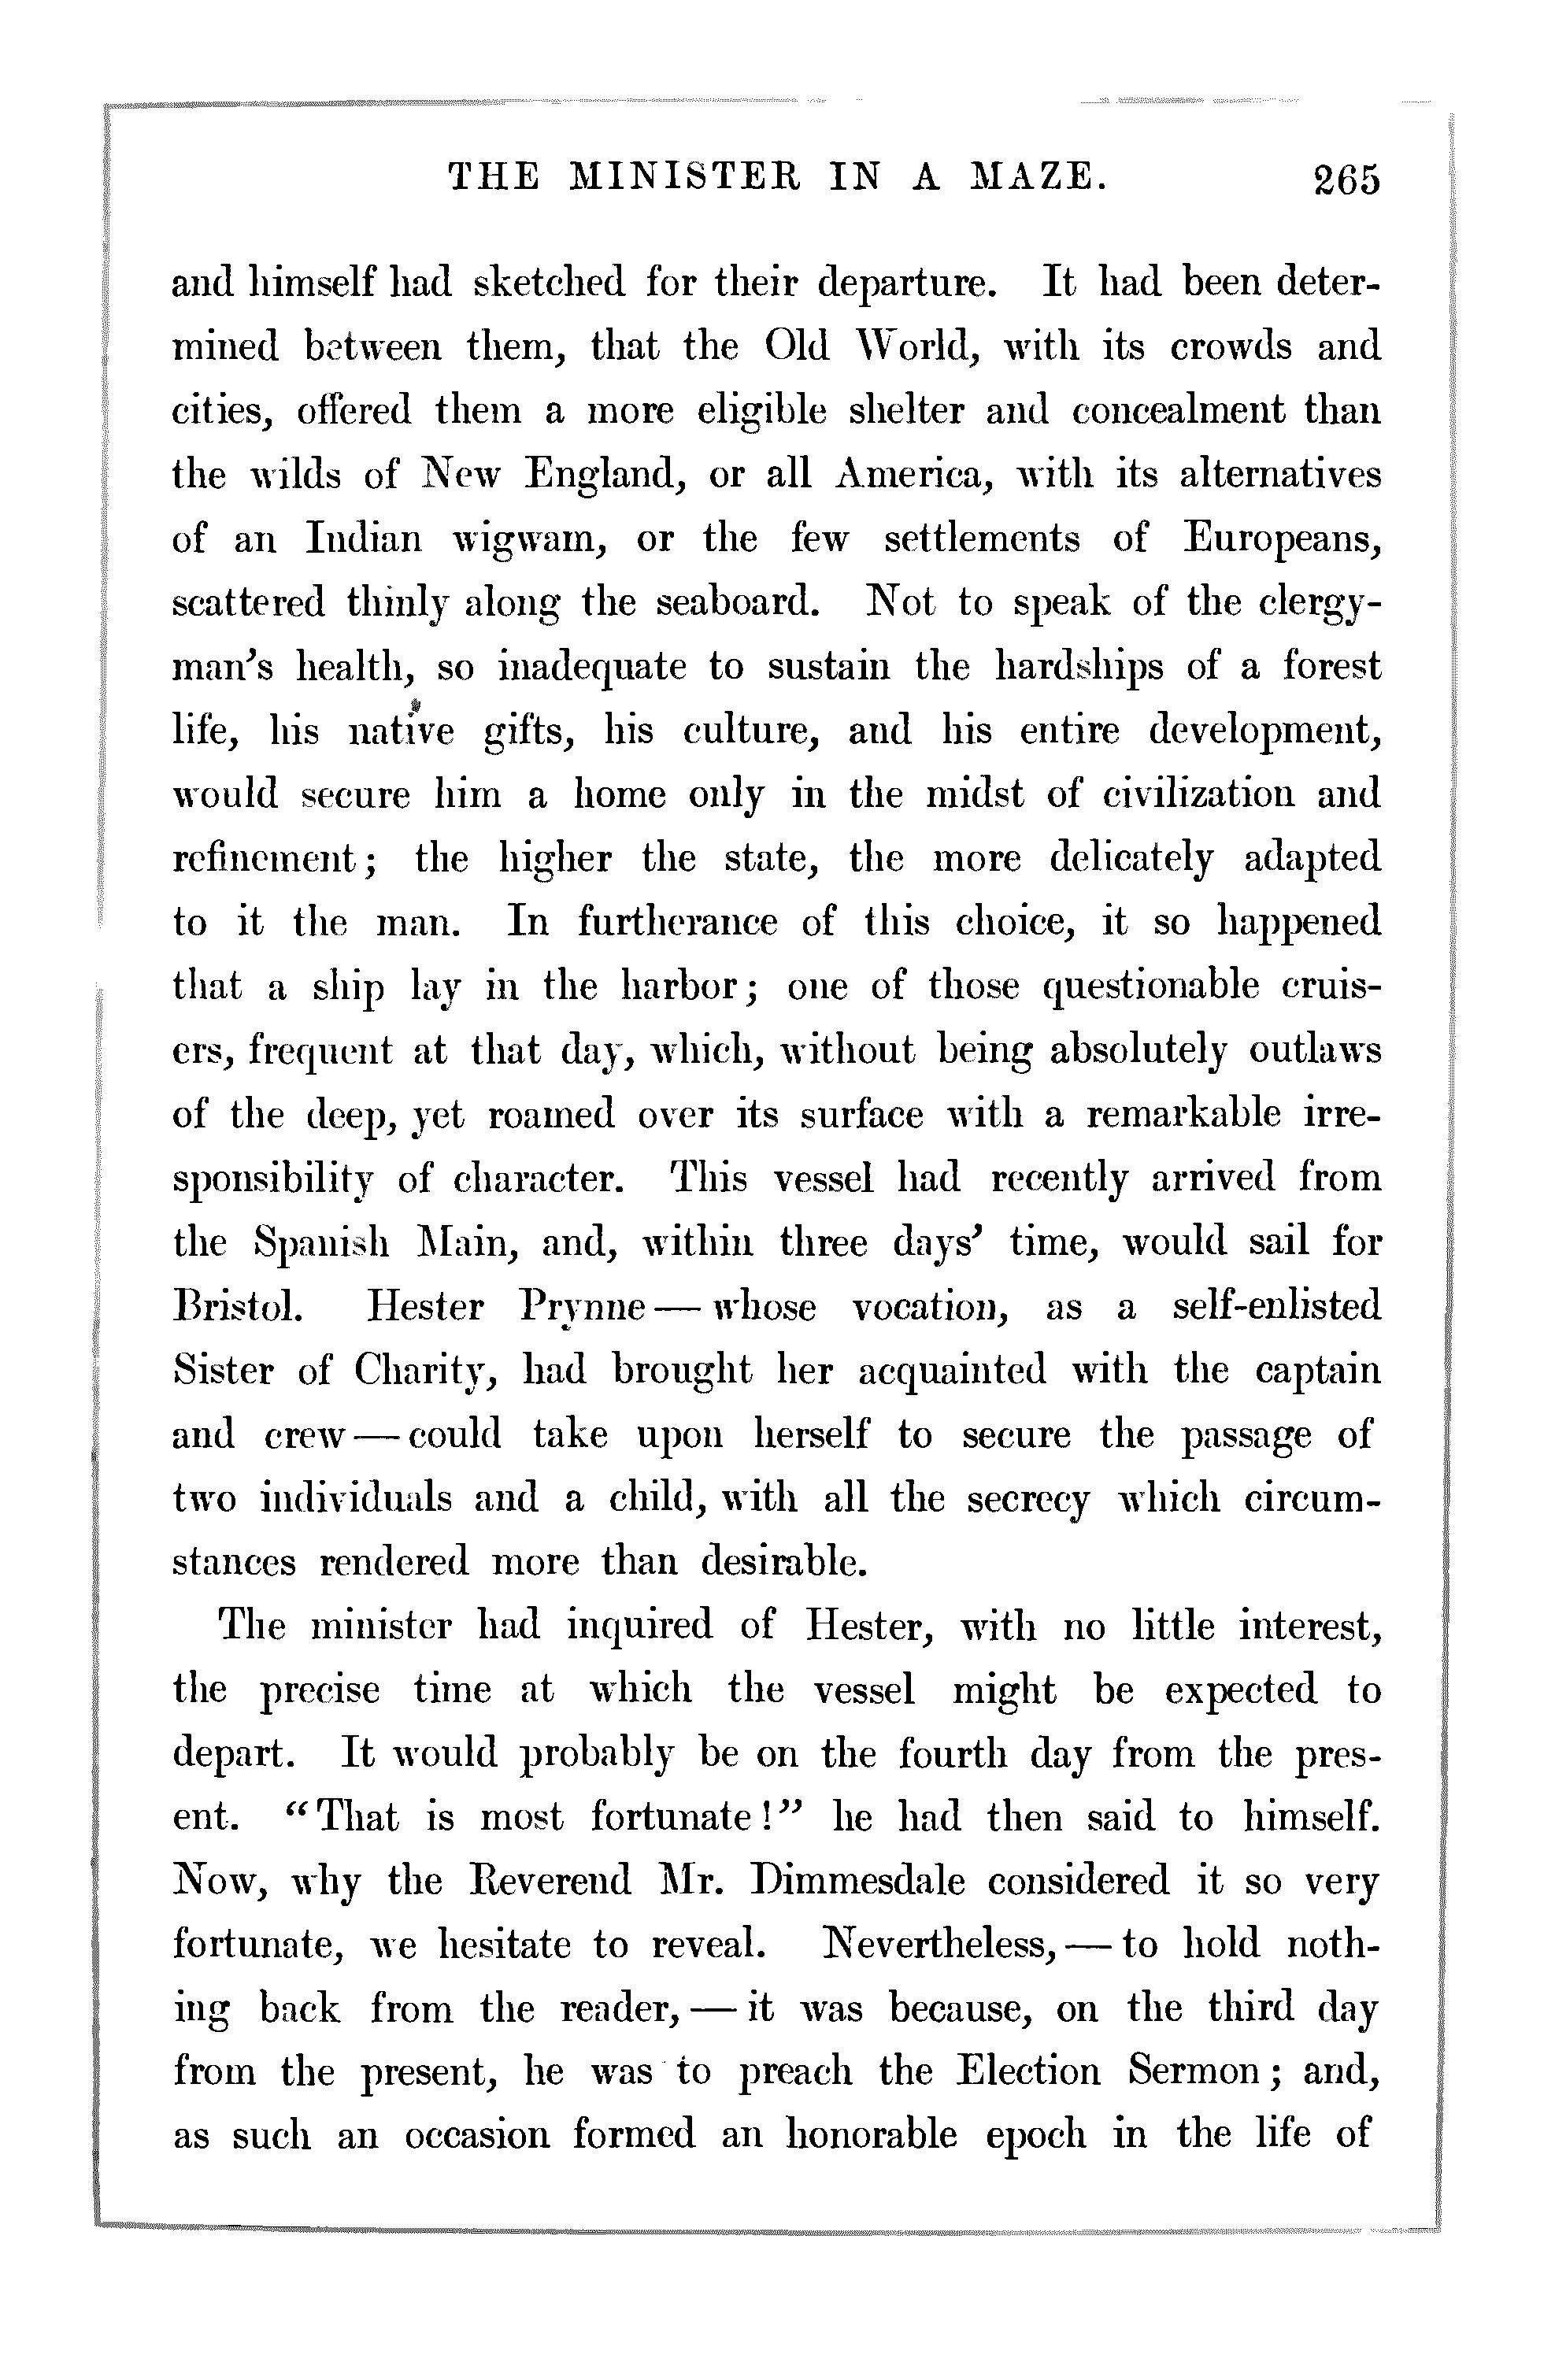 THE MINISTER IN A MAZE. 265
and himself had sketched for their departure. It had been deter-
mined between them, that the Old World, with its crowds and
cities, offered them a more eligible shelter and concealment than
the wilds of New England, or all America, with its alternatives
of an Indian wigwam, or the few settlements of Europeans,
scattered thinly along the seaboard. Not to speak of the clergy-
man's health, so inadequate to sustain the hardships of a forest
life, his native gifts, his culture, and his entire development,
would secure him a home only in the midst of civilization and
refinement; the higher the state, the more delicately adapted
to it the man. In furtherance of this choice, it so happened
that a ship lay in the harbor; one of those questionable cruis-
ers, frequent at that day, which, without being absolutely outlaws
of the deep, yet roamed over its surface with a remarkable irre-
sponsibility of character. This vessel had recently arrived from
the Spanish Main, and, within three days' time, would sail for
Bristol. Hester Prynne — whose vocation, as a self-enlisted
Sister of Charity, had brought her acquainted with the captain
and crew — could take upon herself to secure the passage of
two individuals and a child, with all the secrecy which circum-
stances rendered more than desirable.
The minister had inquired of Hester, with no little interest,
the precise time at which the vessel might be expected to
depart. It would probably be on the fourth day from the pres-
ent. "That is most fortunate!" he had then said to himself.
Now, why the Reverend Mr. Dimmesdale considered it so very
fortunate, we hesitate to reveal. Nevertheless, — to hold noth-
ing back from the reader, — it was because, on the third day
from the present, he was to preach the Election Sermon; and,
as such an occasion formed an honorable epoch in the life of